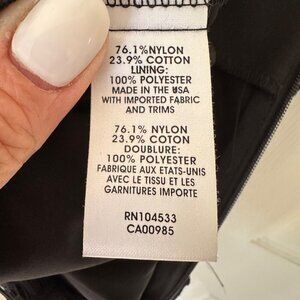 76.1%NYLON
23.9% COTTON
LINING:
100% POLYESTER
MADE IN THE USA
WITH IMPORTED FABRIC
AND TRIMS
76.1% NYLON
23.9% COTTON
DOUBLURE:
100% POLYESTER
FABRIQUE AUX ETATS-UNIS
AVEC LE TISSU ET LES
GARNITURES IMPORTE
RN104533
CA00985